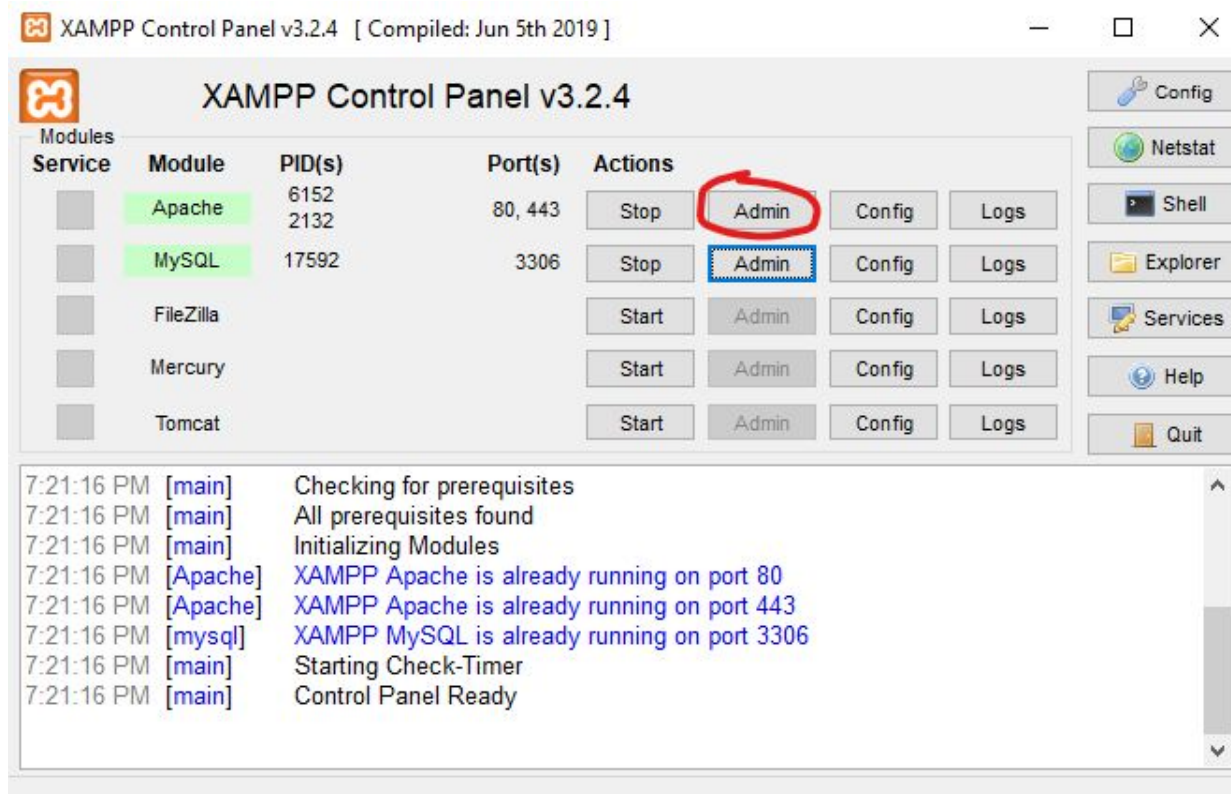 XAMPP Control Panel v3.2.4 [ Compiled: Jun 5th 2019 ]
XAMPP Control Panel v3.2.4
Config
Modules
Netstat
Service Module PID(s) Port(s) Actions
Apache 6152 2132 80, 443 Stop Admin Config Logs
Shell
MySQL 17592 3306 Stop Admin Config Logs
Explorer
FileZilla Start Admin Config Logs
Services
Mercury Start Admin Config Logs
Help
Tomcat Start Admin Config Logs
Quit
7:21:16 PM [main] Checking for prerequisites
7:21:16 PM [main] All prerequisites found
7:21:16 PM [main] Initializing Modules
7:21:16 PM [Apache] XAMPP Apache is already running on port 80
7:21:16 PM [Apache] XAMPP Apache is already running on port 443
7:21:16 PM [mysql] XAMPP MySQL is already running on port 3306
7:21:16 PM [main] Starting Check-Timer
7:21:16 PM [main] Control Panel Ready